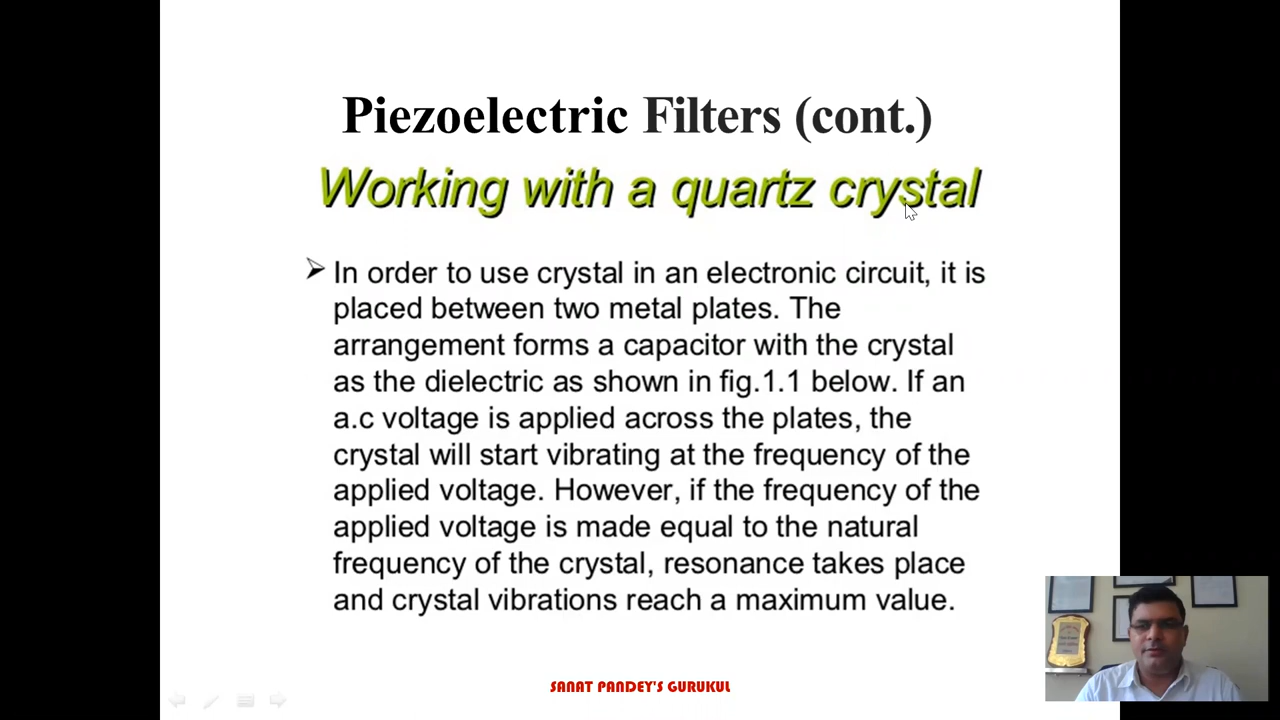 Piezoelectric Filters (cont.)
Working with a quartz crystal
➢ In order to use crystal in an electronic circuit, it is
placed between two metal plates. The
arrangement forms a capacitor with the crystal
as the dielectric as shown in fig.1.1 below. If an
a.c voltage is applied across the plates, the
crystal will start vibrating at the frequency of the
applied voltage. However, if the frequency of the
applied voltage is made equal to the natural
frequency of the crystal, resonance takes place
and crystal vibrations reach a maximum value.
SANAT PANDEY'S GURUKUL